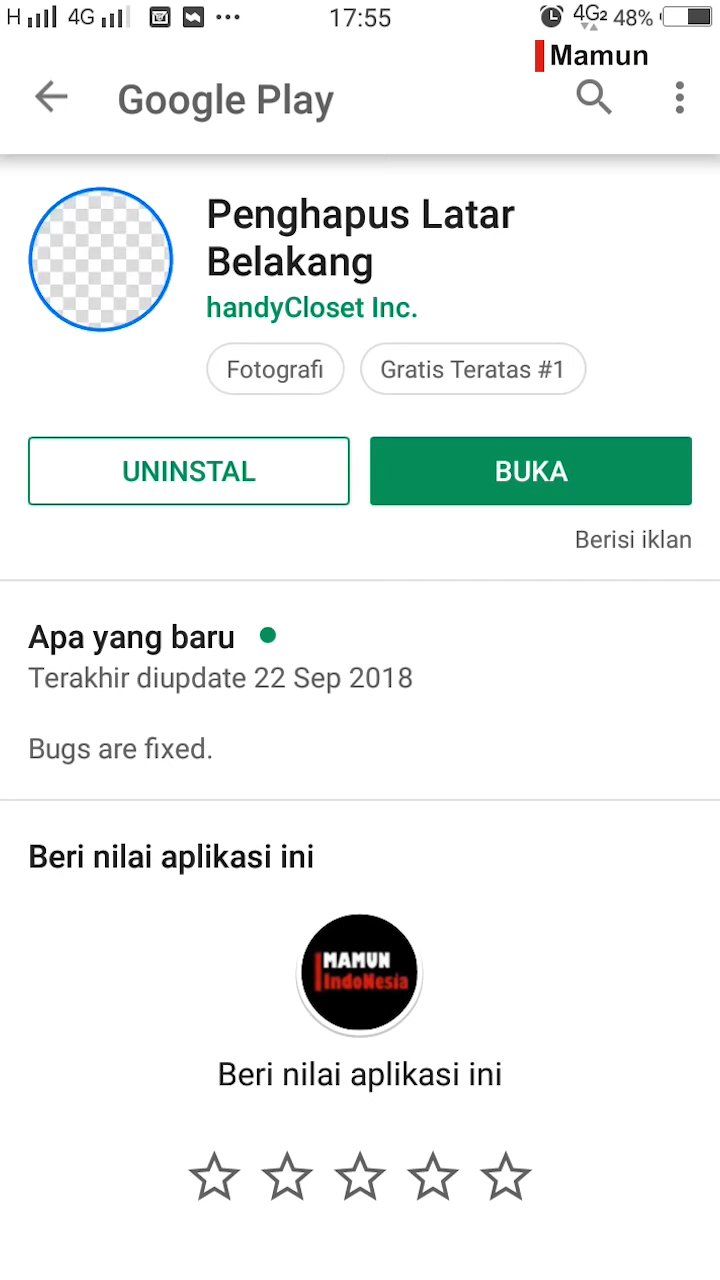 H 4G 17:55 4G2 48%
Mamun
Google Play
Penghapus Latar
Belakang
handyCloset Inc.
Fotografi Gratis Teratas #1
UNINSTAL BUKA
Berisi iklan
Apa yang baru
Terakhir diupdate 22 Sep 2018
Bugs are fixed.
Beri nilai aplikasi ini
MAMUN
IndoNesia
Beri nilai aplikasi ini